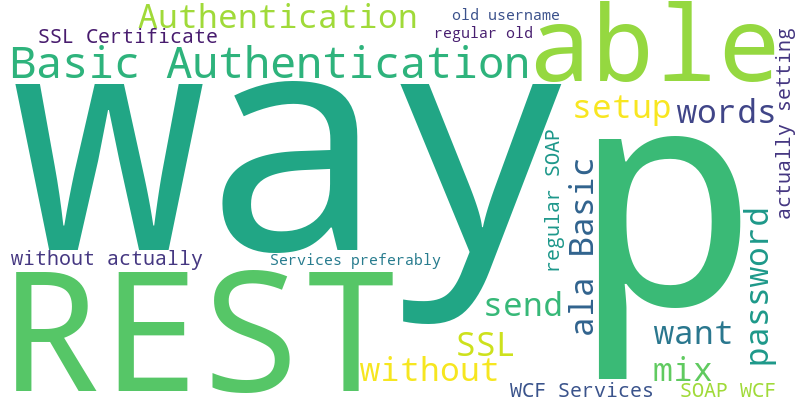 Authentication
old username
SSL Certificate
regular old
Basic Authentication
able
way
setup
words
actually setting
p
regular SOAP
ala Basic
password
without actually
Services preferably
REST
send
SSL
want
without
mix
WCF Services
SOAP WCF